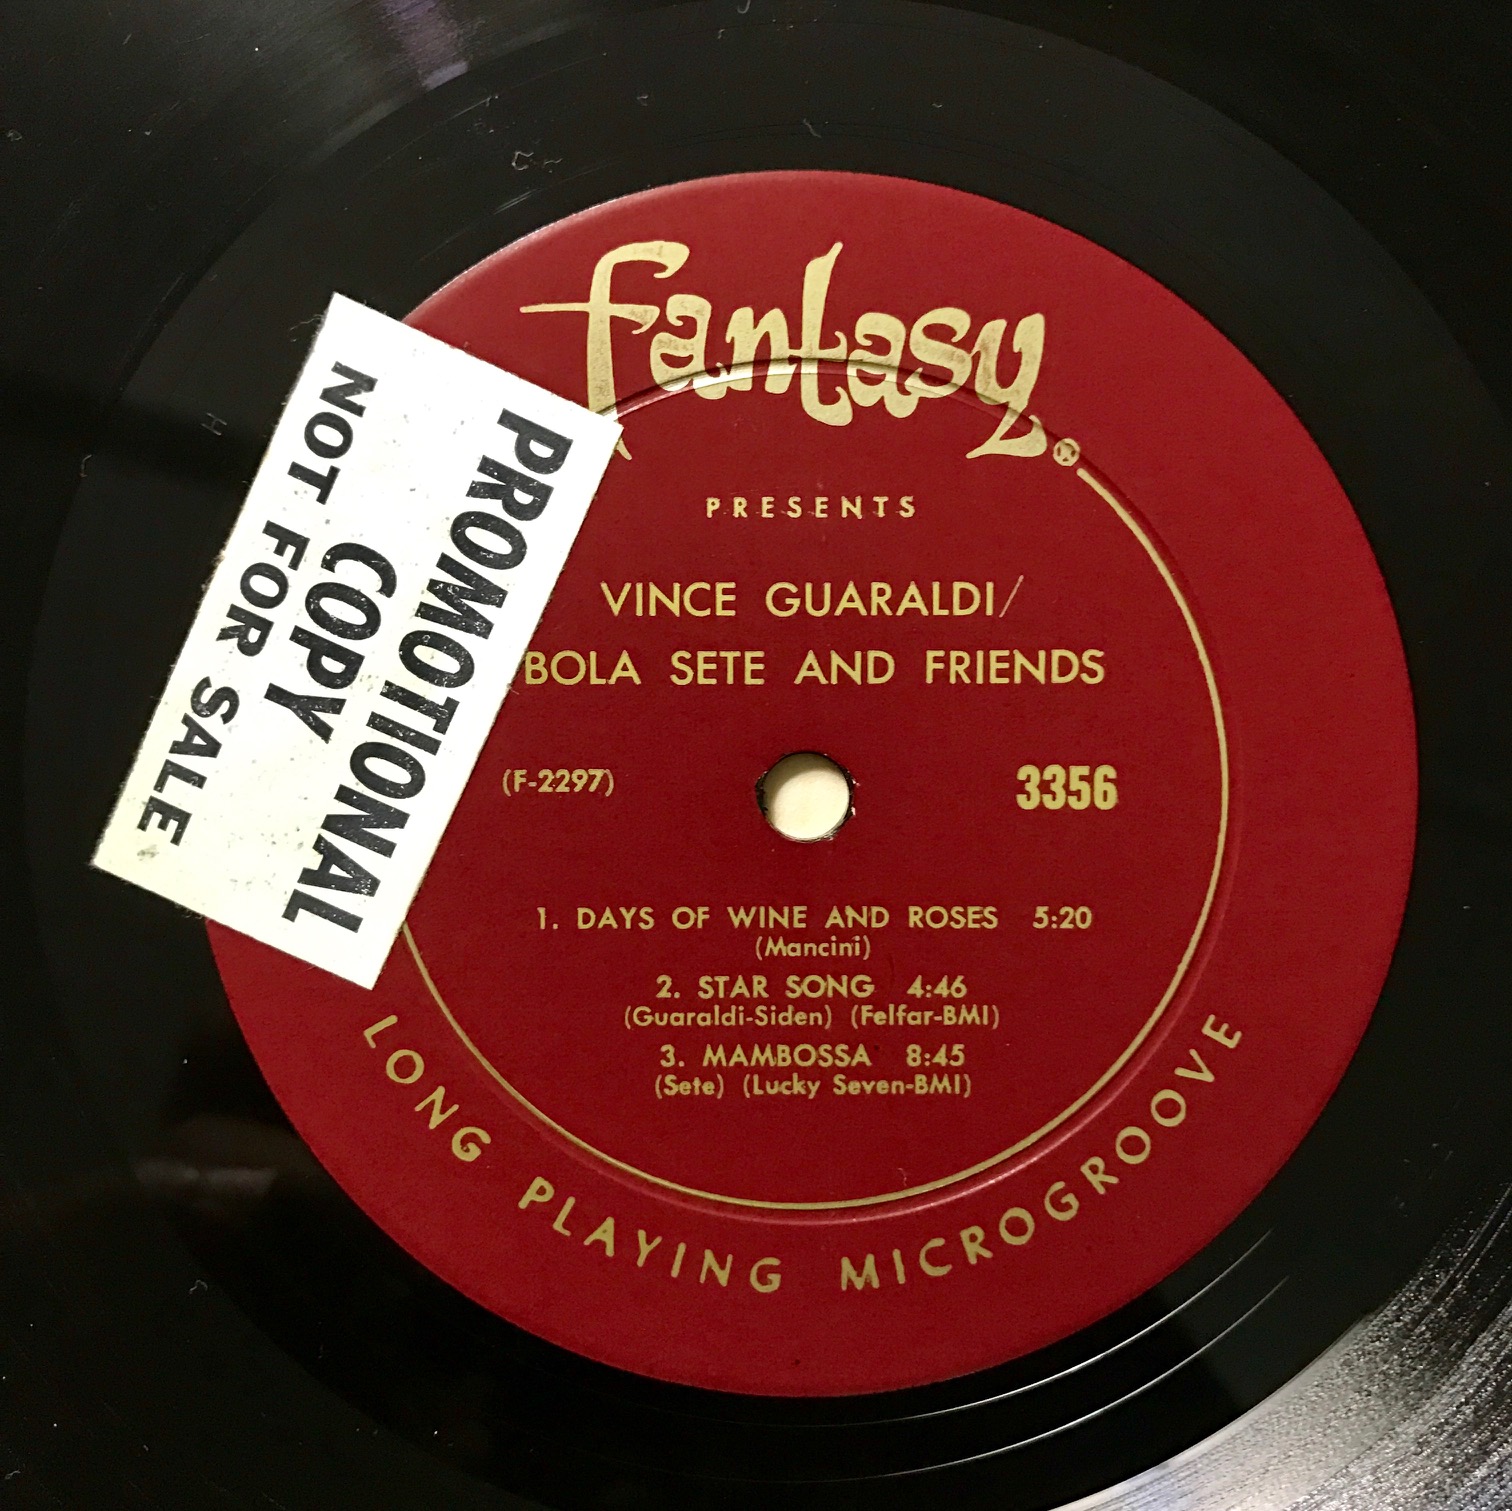 fantasy®
PRESENTS
VINCE GUARALDI/
BOLA SETE AND FRIENDS
(F-2297)
3356
1. DAYS OF WINE AND ROSES 5:20
(Mancini)
2. STAR SONG 4:46
(Guaraldi-Siden) (Felfar-BMI)
3. MAMBOSSA 8:45
(Sete) (Lucky Seven-BMI)
LONG PLAYING MICROGROOVE
PROMOTIONAL
COPY
NOT FOR SALE
H